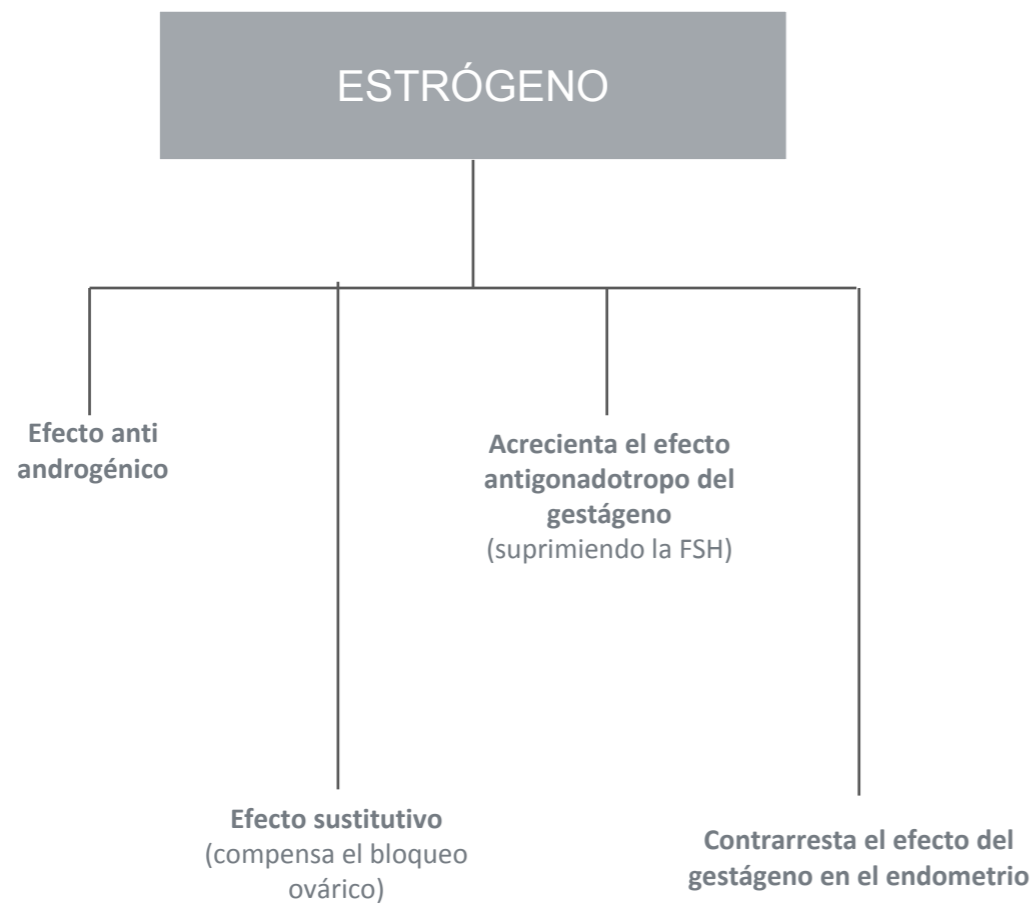 ESTRÓGENO
Efecto anti
androgénico
Efecto sustitutivo
(compensa el bloqueo
ovárico)
Acrecienta el efecto
antigonadotropo del
gestágeno
(suprimiendo la FSH)
Contrarresta el efecto del
gestágeno en el endometrio